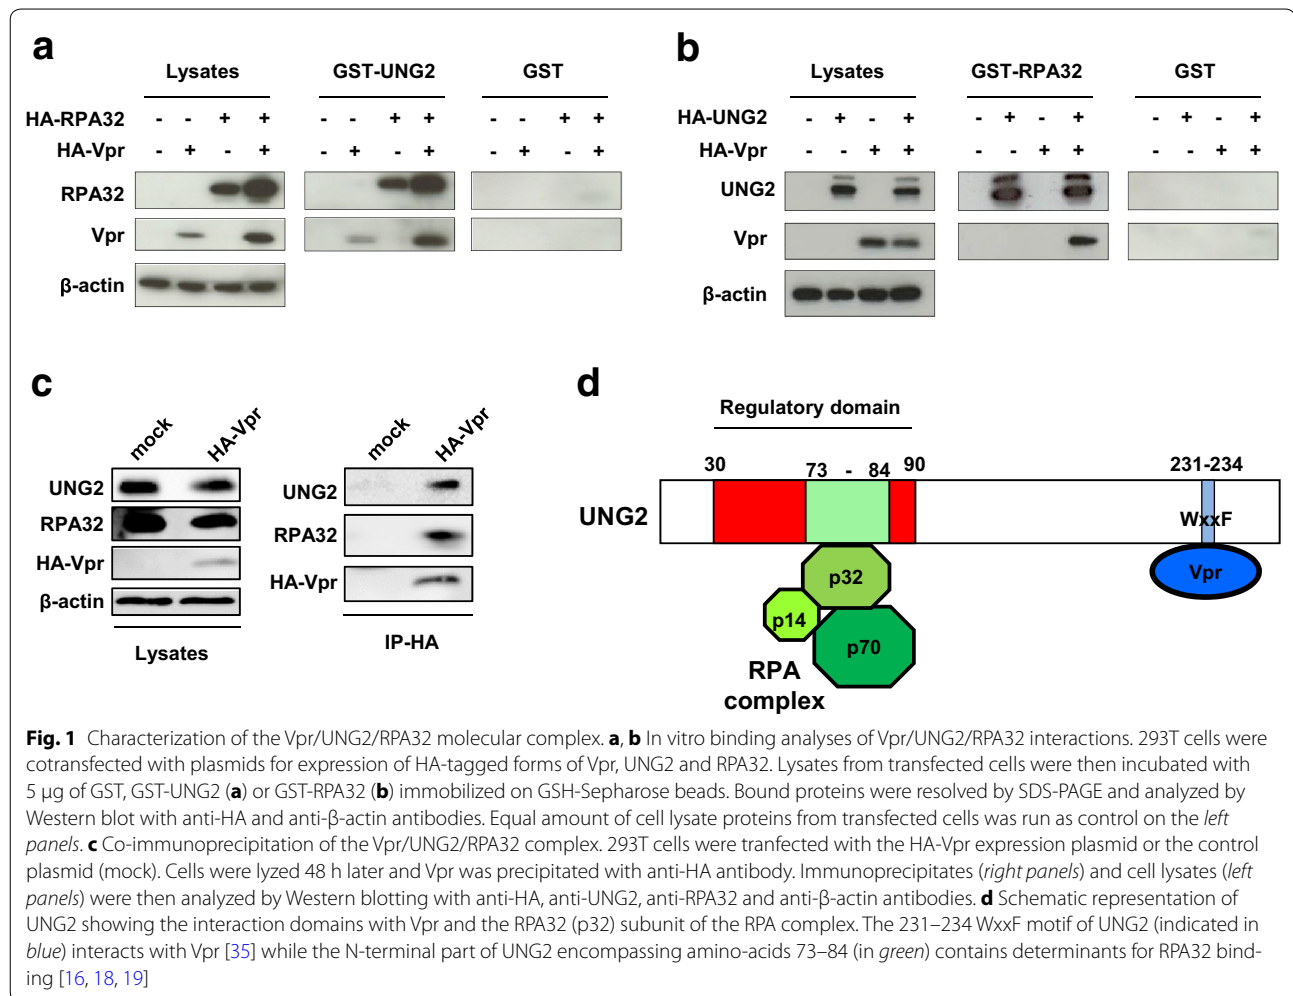 a
Lysates GST-UNG2 GST
HA-RPA32 - - + + - - + + - - + +
HA-Vpr - + - + - + - + - + - +
RPA32
Vpr
β-actin
b
Lysates GST-RPA32 GST
HA-UNG2 - + - + - + - + - + - +
HA-Vpr - - + + - - + + - - + +
UNG2
Vpr
β-actin
c
mock HA-Vpr
UNG2
RPA32
HA-Vpr
β-actin
Lysates
mock HA-Vpr
UNG2
RPA32
HA-Vpr
IP-HA
d
Regulatory domain
30 73 - 84 90 231-234
UNG2
WxxF
p32
Vpr
p14
p70
RPA
complex
Fig. 1 Characterization of the Vpr/UNG2/RPA32 molecular complex. a, b In vitro binding analyses of Vpr/UNG2/RPA32 interactions. 293T cells were
cotransfected with plasmids for expression of HA-tagged forms of Vpr, UNG2 and RPA32. Lysates from transfected cells were then incubated with
5 µg of GST, GST-UNG2 (a) or GST-RPA32 (b) immobilized on GSH-Sepharose beads. Bound proteins were resolved by SDS-PAGE and analyzed by
Western blot with anti-HA and anti-β-actin antibodies. Equal amount of cell lysate proteins from transfected cells was run as control on the left
panels. c Co-immunoprecipitation of the Vpr/UNG2/RPA32 complex. 293T cells were tranfected with the HA-Vpr expression plasmid or the control
plasmid (mock). Cells were lyzed 48 h later and Vpr was precipitated with anti-HA antibody. Immunoprecipitates (right panels) and cell lysates (left
panels) were then analyzed by Western blotting with anti-HA, anti-UNG2, anti-RPA32 and anti-β-actin antibodies. d Schematic representation of
UNG2 showing the interaction domains with Vpr and the RPA32 (p32) subunit of the RPA complex. The 231–234 WxxF motif of UNG2 (indicated in
blue) interacts with Vpr [35] while the N-terminal part of UNG2 encompassing amino-acids 73–84 (in green) contains determinants for RPA32 bind-
ing [16, 18, 19]